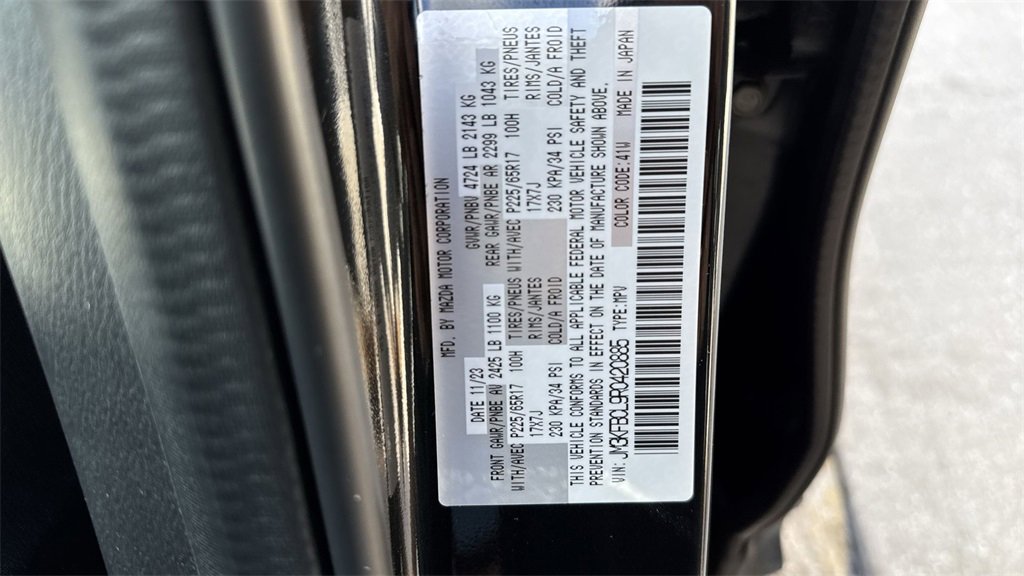 MFD. BY MAZDA MOTOR CORPORATION
DATE 11/23 GVWR/PNBV 4724 LB 2143 KG
FRONT GAWR/PNBE AV 2425 LB 1100 KG REAR GAWR/PNBE AR 2299 LB 1043 KG
WITH/AVEC P225/65R17 100H TIRES/PNEUS WITH/AVEC P225/65R17 100H TIRES/PNEUS
17X7J RIMS/JANTES 17X7J RIMS/JANTES
230 KPA/34 PSI COLD/A FROID 230 KPA/34 PSI COLD/A FROID
THIS VEHICLE CONFORMS TO ALL APPLICABLE FEDERAL MOTOR VEHICLE SAFETY AND THEFT
PREVENTION STANDARDS IN EFFECT ON THE DATE OF MANUFACTURE SHOWN ABOVE.
VIN: JM3KFBCL9R0420885 TYPE:MPV COLOR CODE:41W MADE IN JAPAN